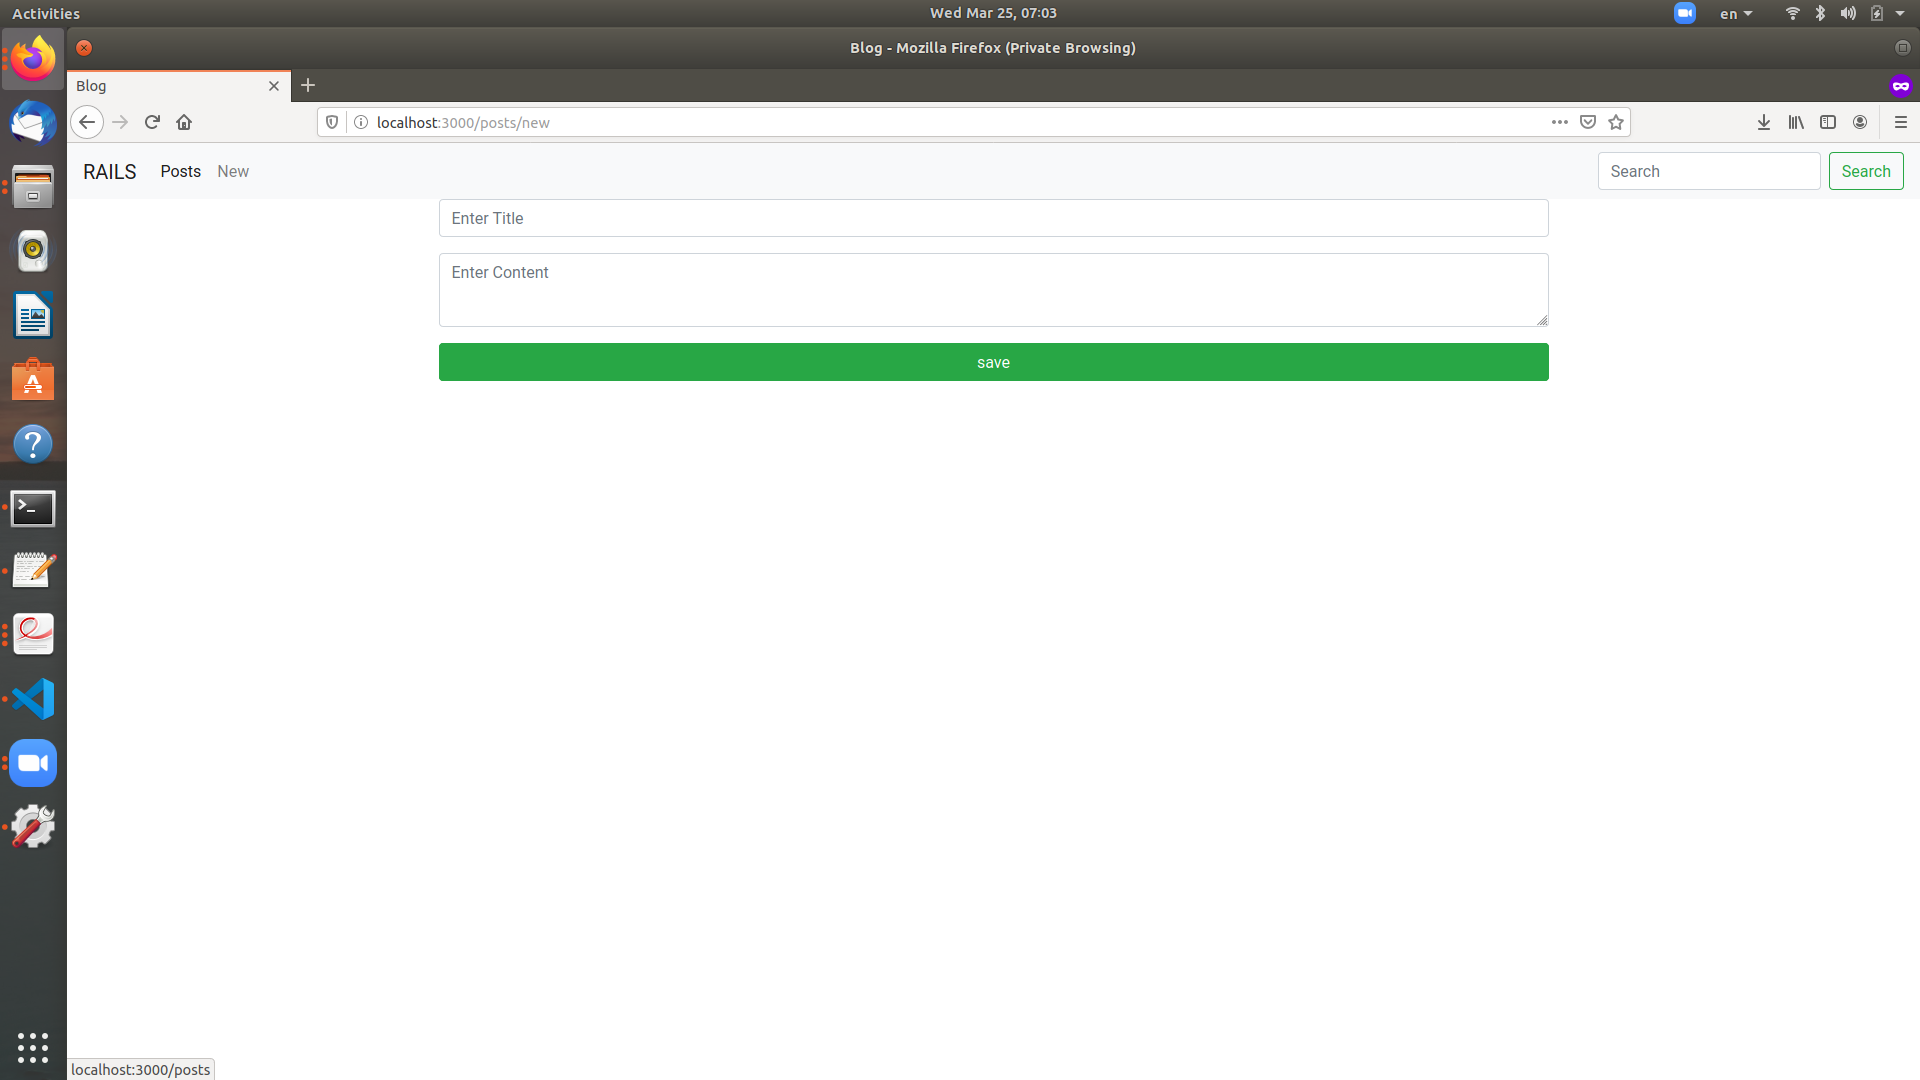 Activities
Wed Mar 25, 07:03
en
Blog - Mozilla Firefox (Private Browsing)
Blog
localhost:3000/posts/new
RAILS Posts New Search Search
Enter Title
Enter Content
save
localhost:3000/posts